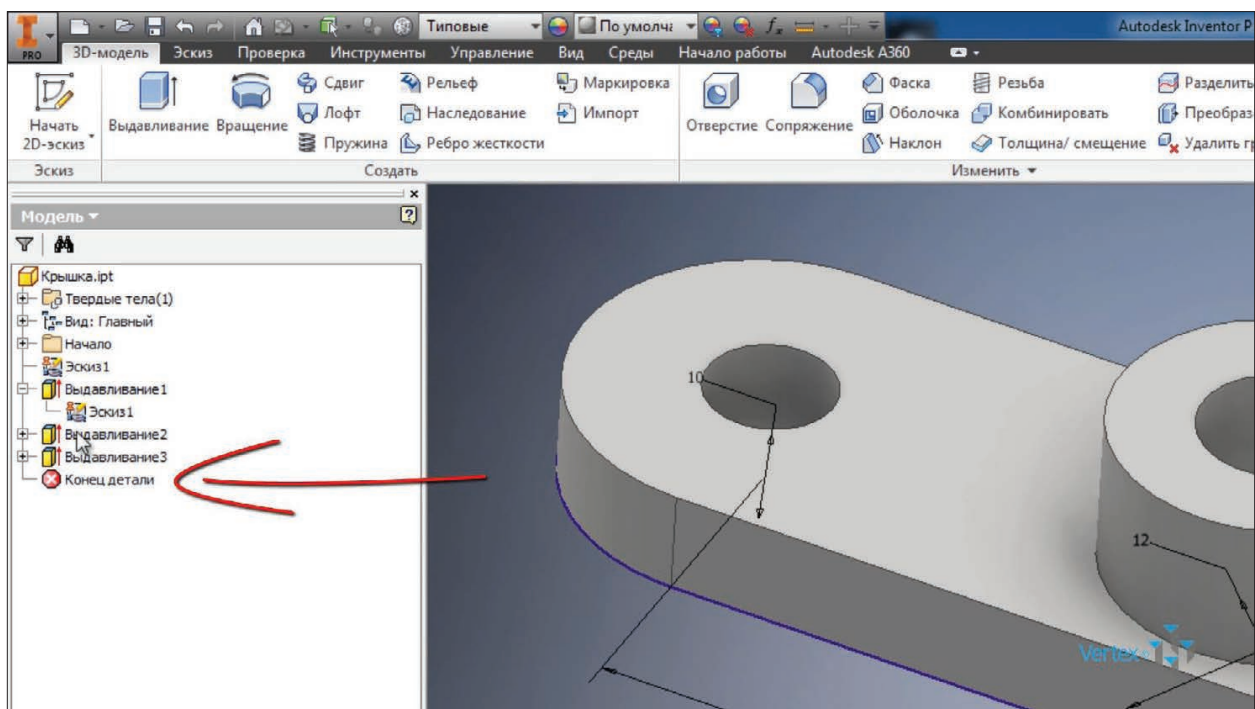 Типовые По умолча fx Autodesk Inventor P
PRO 3D-модель Эскиз Проверка Инструменты Управление Вид Среды Начало работы Autodesk A360
Начать 2D-эскиз
Выдавливание Вращение
Сдвиг Рельеф Маркировка
Лофт Наследование Импорт
Пружина Ребро жесткости
Отверстие Сопряжение
Фаска Резьба Разделить
Оболочка Комбинировать Преобраз
Наклон Толщина/ смещение Удалить гр
Эскиз Создать Изменить
Модель
Крышка.ipt
Твердые тела(1)
Вид: Главный
Начало
Эскиз1
Выдавливание1
Эскиз1
Выдавливание2
Выдавливание3
Конец детали
10
12
Vertex